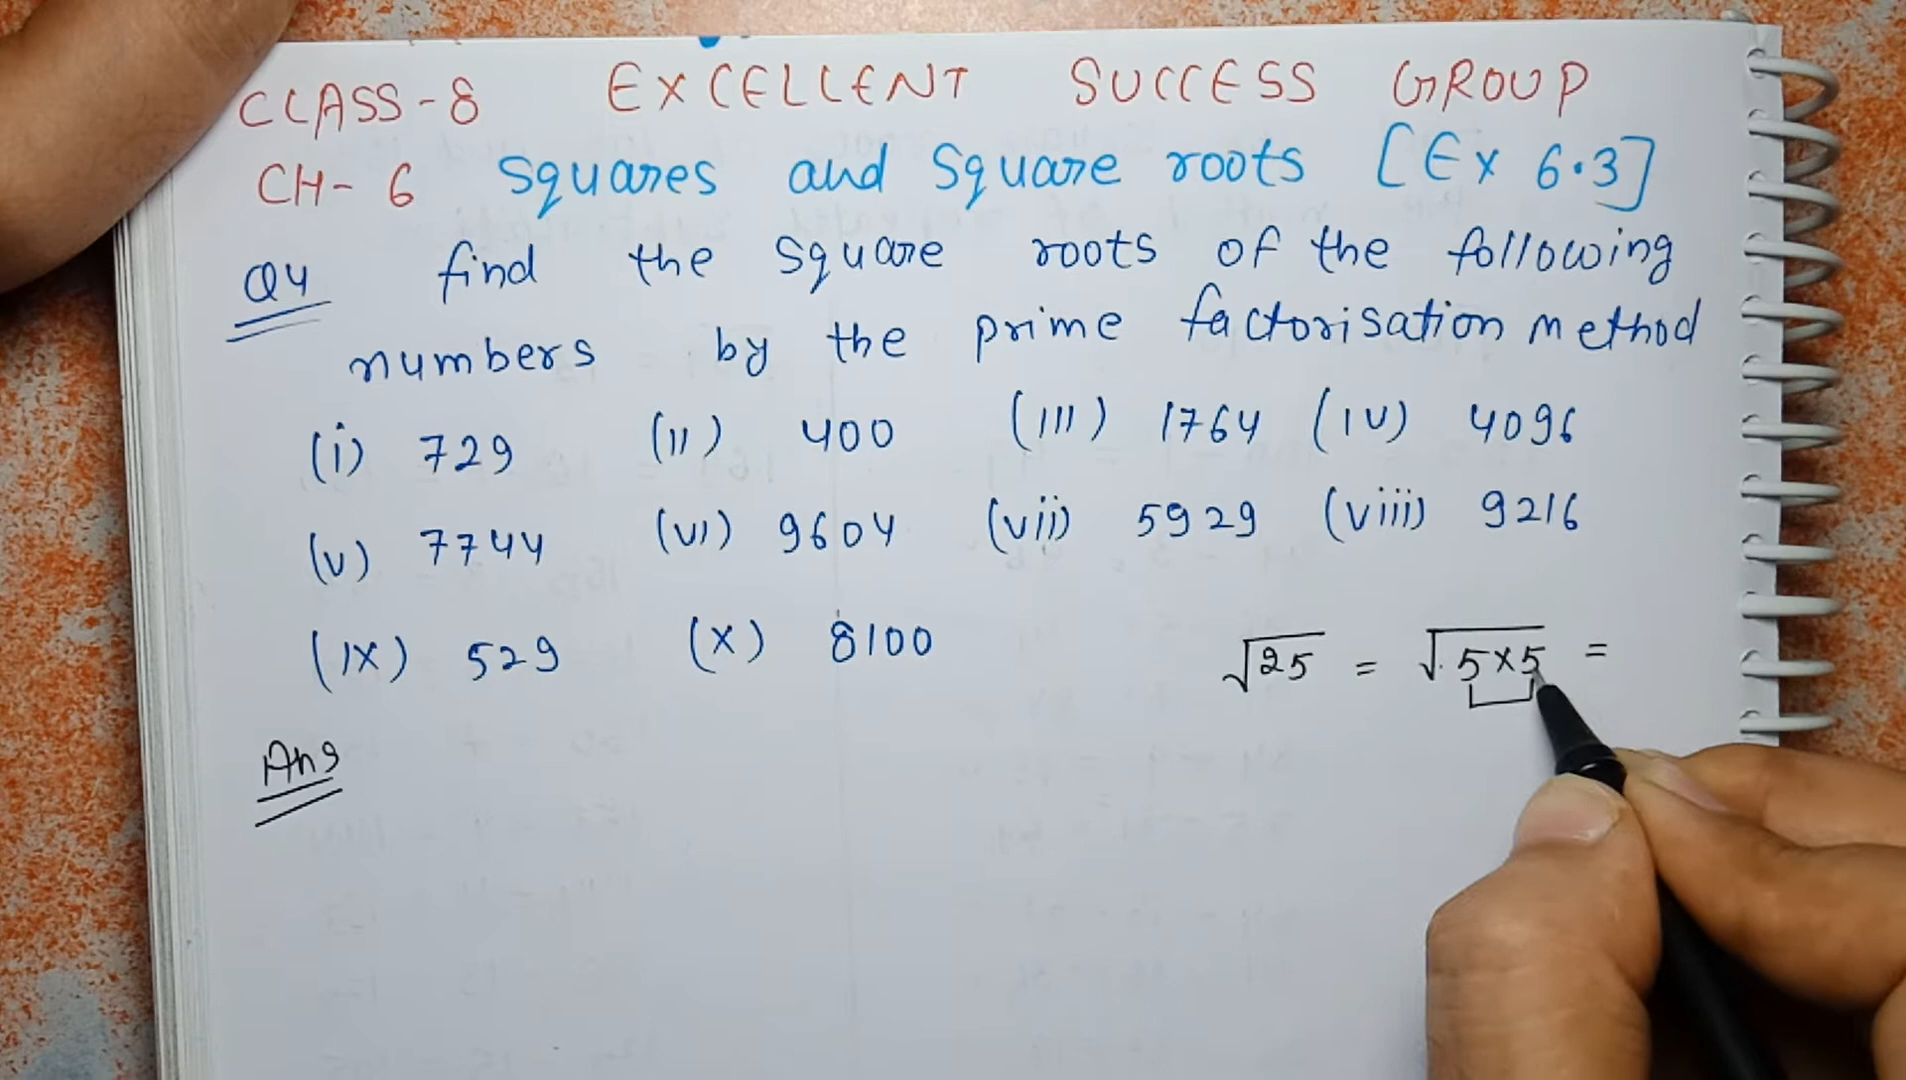 CLASS-8 EXCELLENT SUCCESS GROUP
CH-6 Squares and Square roots [Ex 6.3]
Q4 find the square roots of the following
numbers by the prime factorisation method
(i) 729 (II) 400 (III) 1764 (IV) 4096
(v) 7744 (VI) 9604 (vii) 5929 (viii) 9216
(IX) 529 (X) 8100
√25 = √5×5 =
Ans